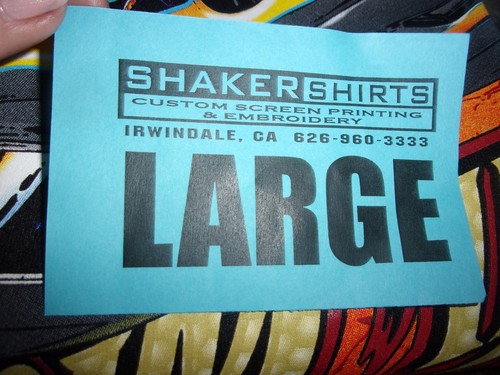 SHAKERSHIRTS
CUSTOM SCREEN PRINTING
& EMBROIDERY
IRWINDALE, CA 626-960-3333
LARGE